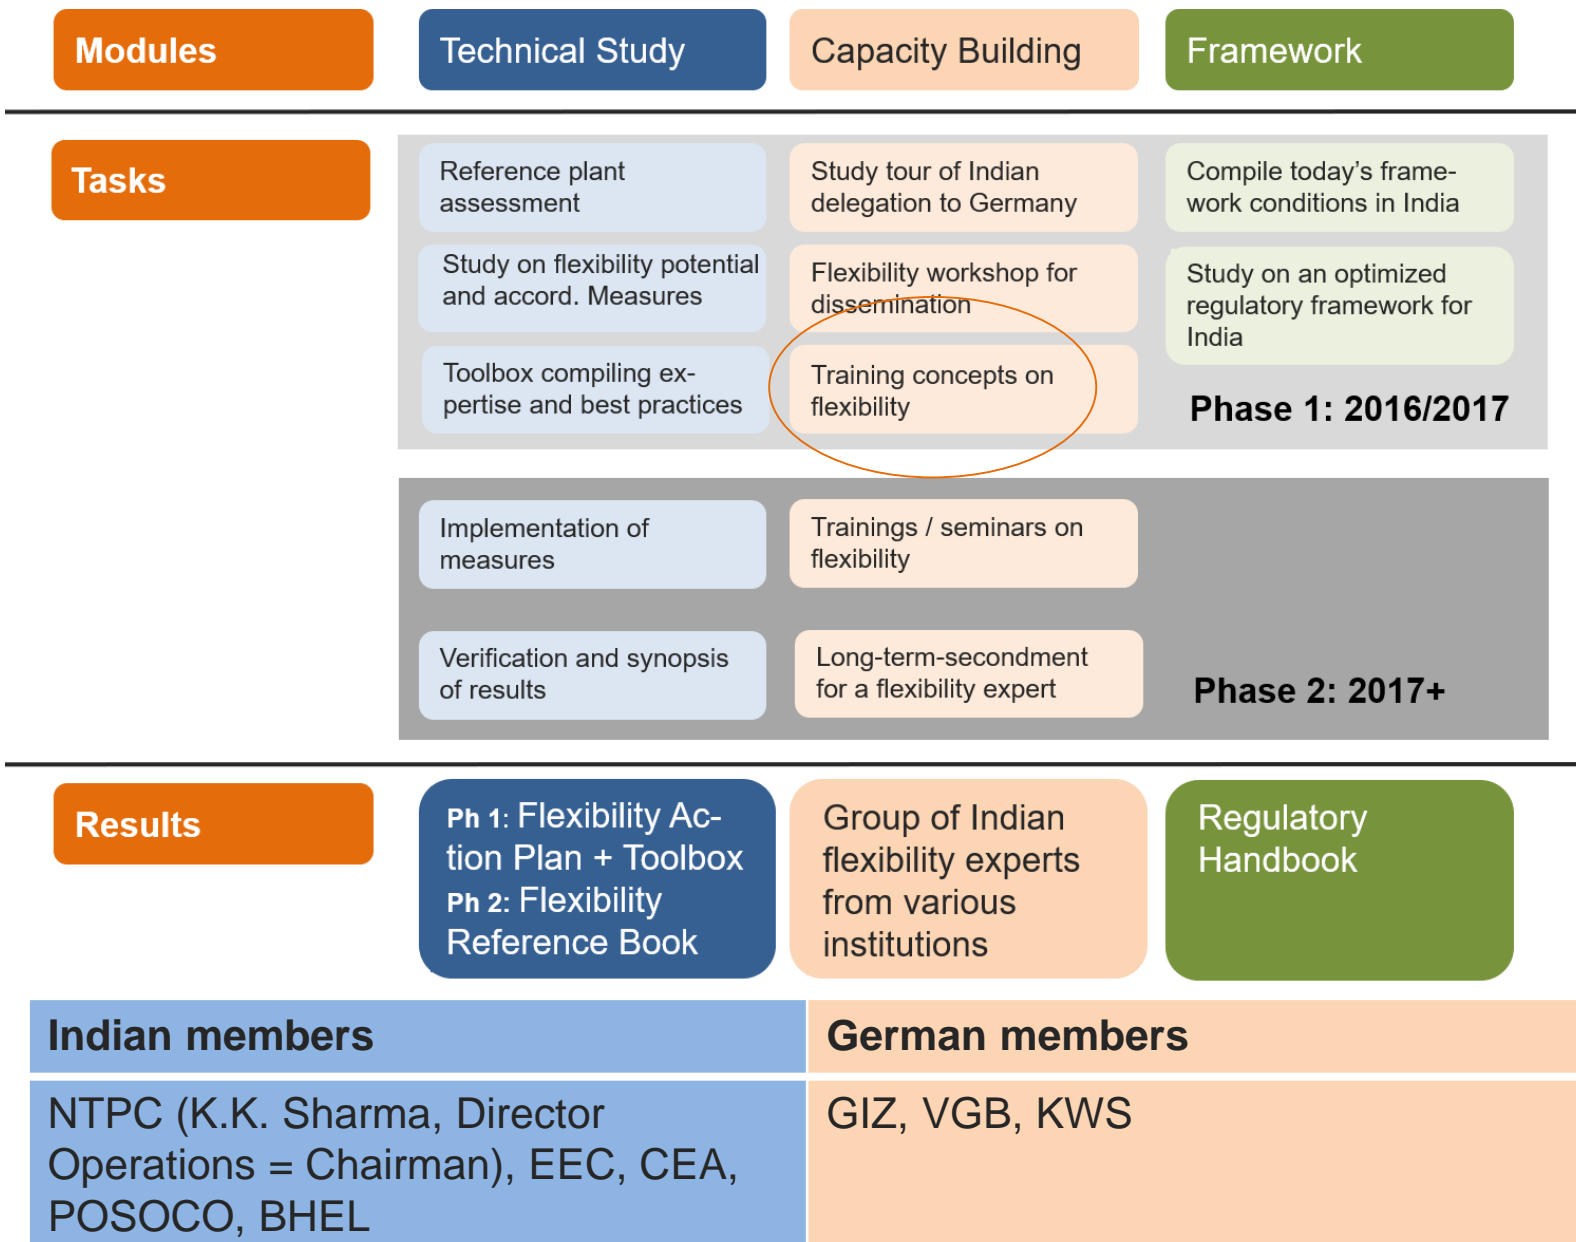 Modules
Technical Study
Capacity Building
Framework
Tasks
Reference plant
assessment
Study tour of Indian
delegation to Germany
Compile today's frame-
work conditions in India
Study on flexibility potential
and accord. Measures
Flexibility workshop for
dissemination
Study on an optimized
regulatory framework for
India
Toolbox compiling ex-
pertise and best practices
Training concepts on
flexibility
Phase 1: 2016/2017
Implementation of
measures
Trainings / seminars on
flexibility
Verification and synopsis
of results
Long-term-secondment
for a flexibility expert
Phase 2: 2017+
Results
Ph 1: Flexibility Ac-
tion Plan + Toolbox
Ph 2: Flexibility
Reference Book
Group of Indian
flexibility experts
from various
institutions
Regulatory
Handbook
Indian members
German members
NTPC (K.K. Sharma, Director
Operations = Chairman), EEC, CEA,
POSOCO, BHEL
GIZ, VGB, KWS